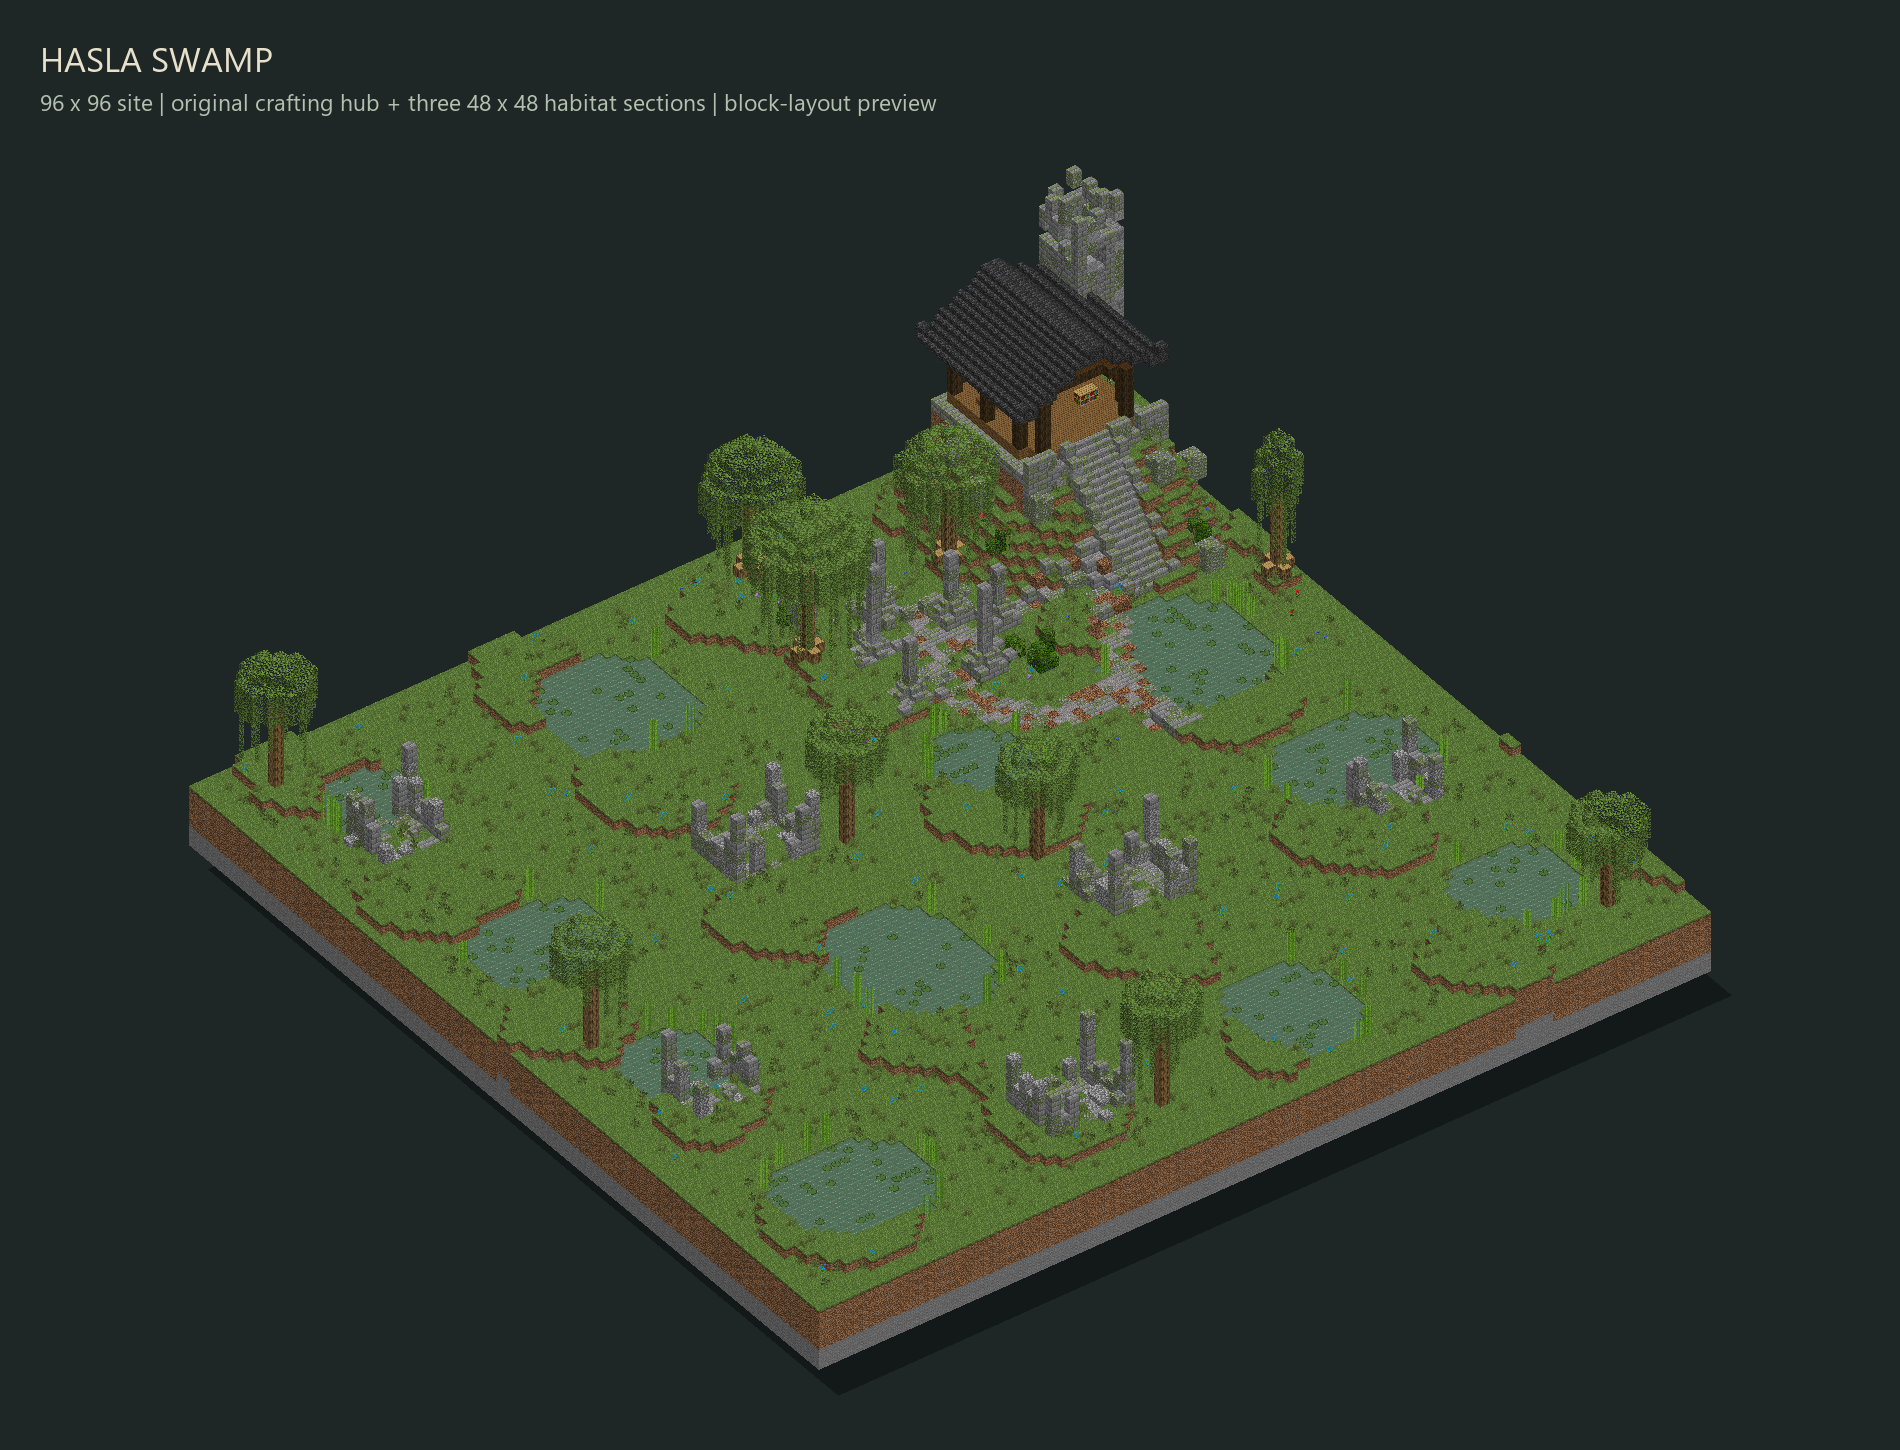 HASLA SWAMP
96 x 96 site | original crafting hub + three 48 x 48 habitat sections | block-layout preview